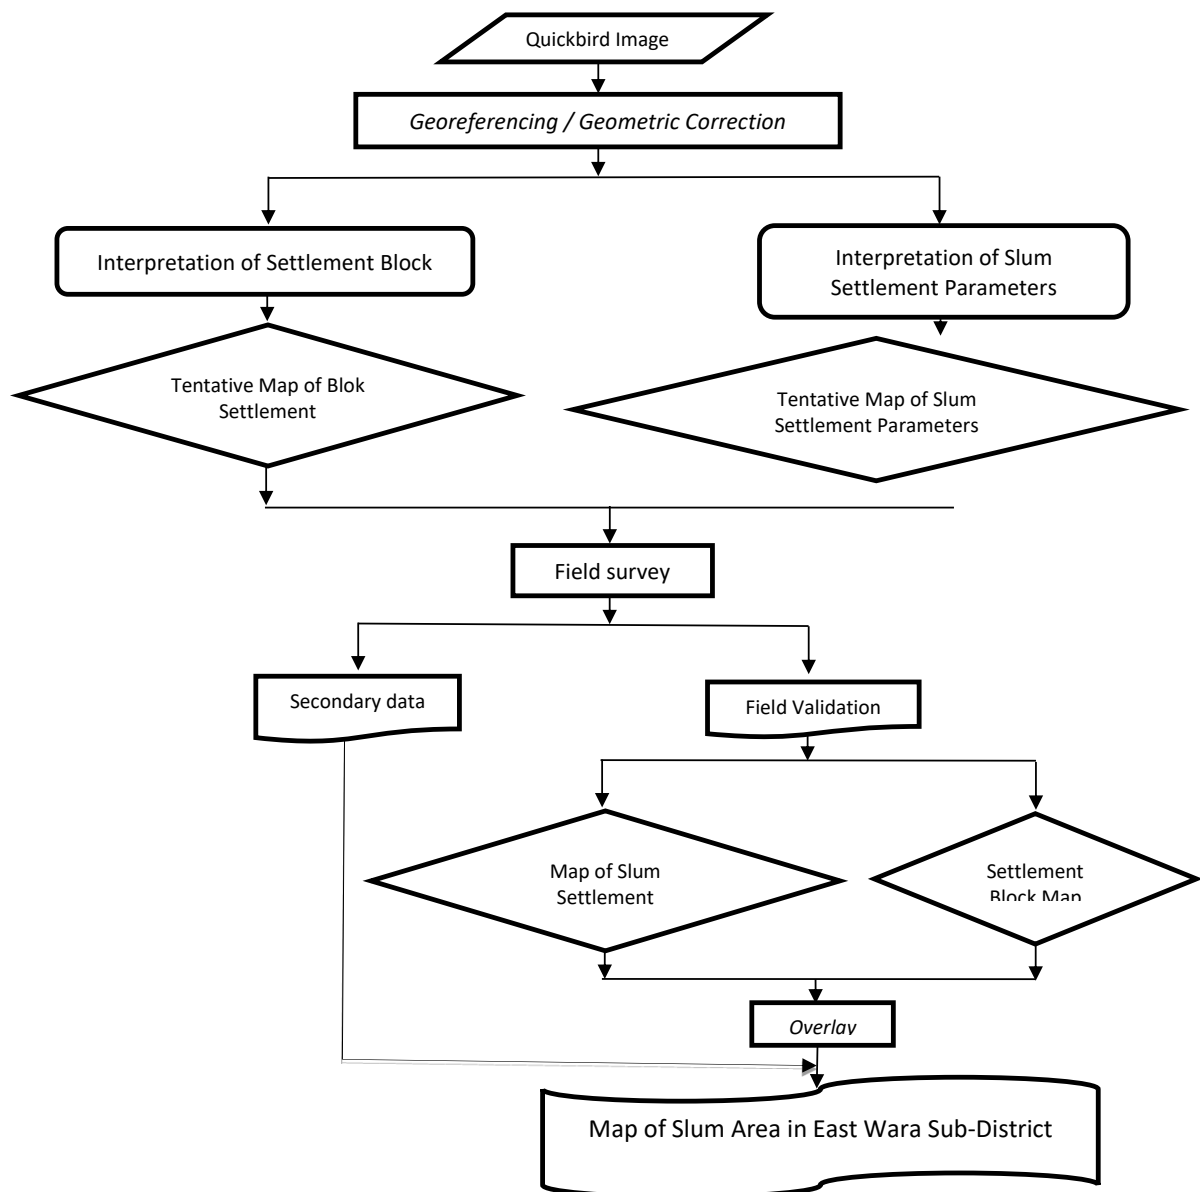 Quickbird Image
Georeferencing / Geometric Correction
Interpretation of Settlement Block
Interpretation of Slum
Settlement Parameters
Tentative Map of Blok
Settlement
Tentative Map of Slum
Settlement Parameters
Field survey
Secondary data
Field Validation
Map of Slum
Settlement
Settlement
Block Map
Overlay
Map of Slum Area in East Wara Sub-District